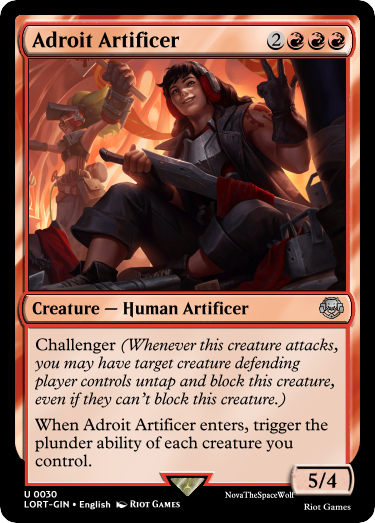 Adroit Artificer 2
Creature — Human Artificer
Challenger (Whenever this creature attacks,
you may have target creature defending
player controls untap and block this creature,
even if they can't block this creature.)
When Adroit Artificer enters, trigger the
plunder ability of each creature you
control.
5/4
U 0030
LORT-GIN • English Riot Games
NovaTheSpaceWolf
Riot Games